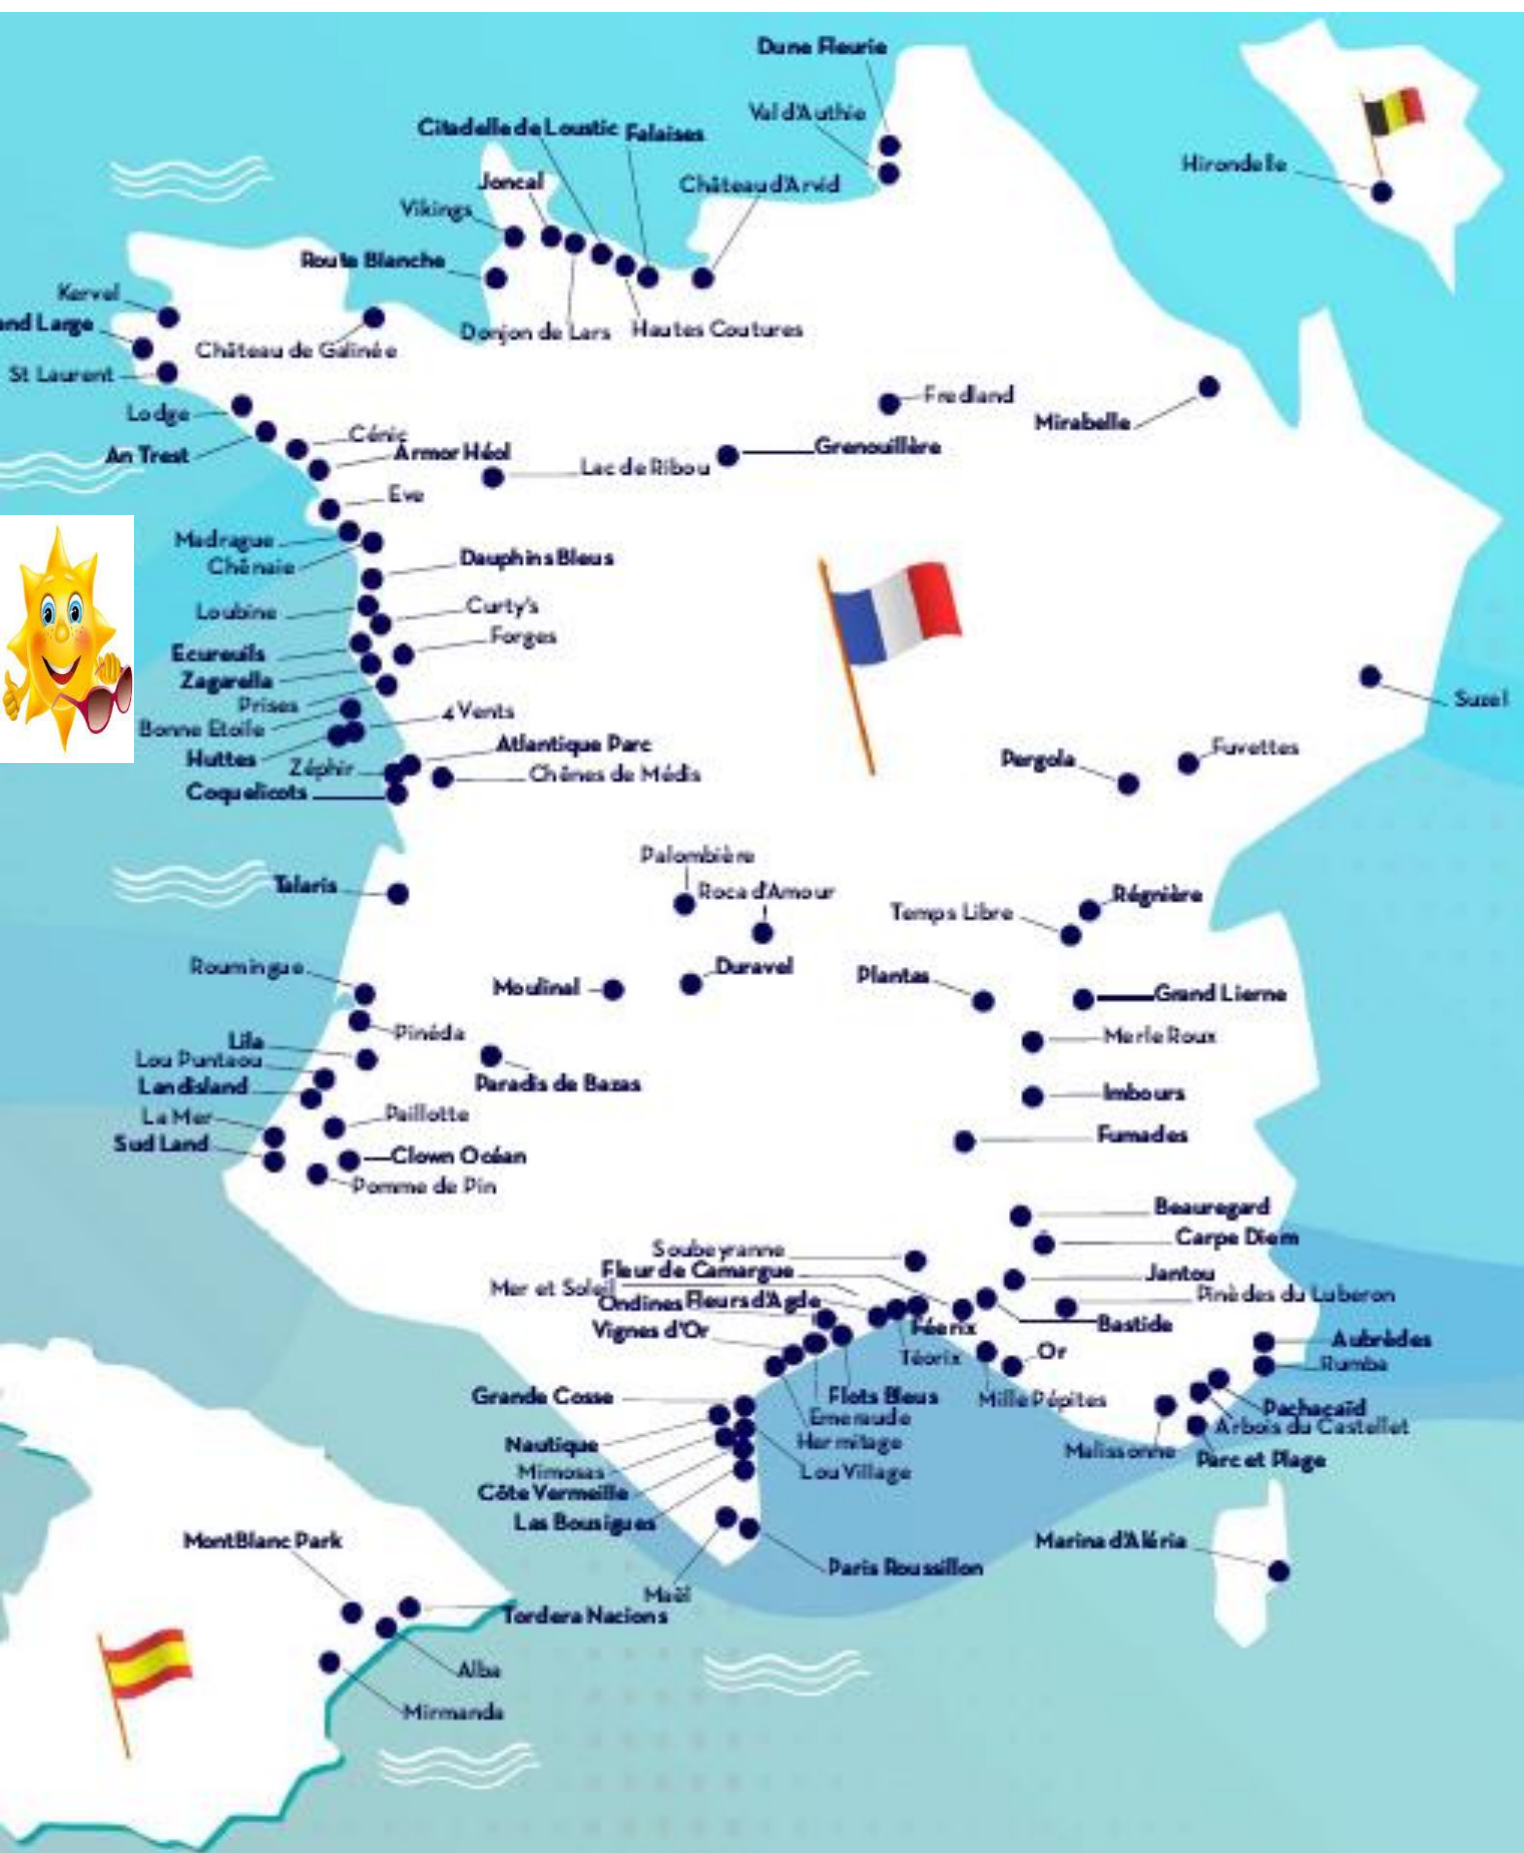 Dune Fleurie
Val d'Authie
Citadelle de Loustic
Falaises
Hirondelle
Joncal
Château d'Arvid
Vikings
Route Blanche
Kervel
and Large
Donjon de Lars
Hautes Coutures
Château de Galinée
St Laurent
Fredland
Lodge
Mirabelle
Cénic
An Trest
Armor Héol
Grenouillère
Lac de Ribou
Eve
Madrague
Chênaie
Dauphins Bleus
Loubine
Curty's
Forges
Ecureuils
Zagarella
Prises
Suzel
Bonne Etoile
4 Vents
Huttes
Atlantique Parc
Fuvettes
Zéphir
Chênes de Médis
Pergola
Coquelicots
Palombière
Talaris
Roca d'Amour
Régnière
Temps Libre
Roumingue
Duravel
Plantas
Moulinal
Grand Lierne
Pinéda
Merle Roux
Lila
Lou Puntaou
Landisland
Paradis de Bazas
Imbours
La Mer
Paillotte
Sud Land
Fumades
Clown Océan
Pomme de Pin
Beauregard
Carpe Diem
Soubeyranne
Fleur de Camargue
Jantou
Mer et Soleil
Pinèdes du Luberon
Ondines
Fleurs d'Agde
Vignes d'Or
Féerix
Bastide
Aubrèdes
Téorix
Or
Rumba
Grande Cosse
Flots Bleus
Mille Pépites
Pachacaïd
Emeraude
Arbois du Castellet
Nautique
Hermitage
Malissonne
Parc et Plage
Mimosas
Lou Village
Côte Vermeille
Las Bousigues
MontBlanc Park
Marina d'Aléria
Paris Roussillon
Maël
Tordera Nacions
Alba
Mirmanda